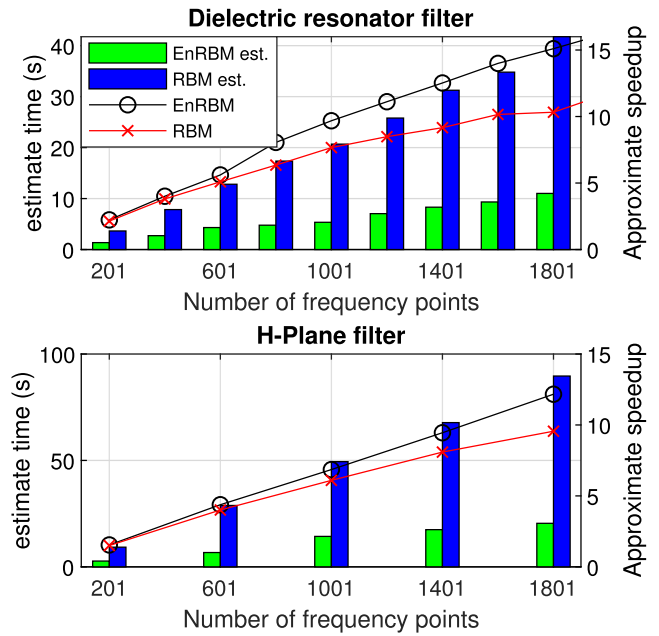 Dielectric resonator filter
EnRBM est.
RBM est.
EnRBM
RBM
estimate time (s)
0
10
20
30
40
Approximate speedup
0
5
10
15
201
601
1001
1401
1801
Number of frequency points
H-Plane filter
estimate time (s)
0
50
100
Approximate speedup
0
5
10
15
201
601
1001
1401
1801
Number of frequency points